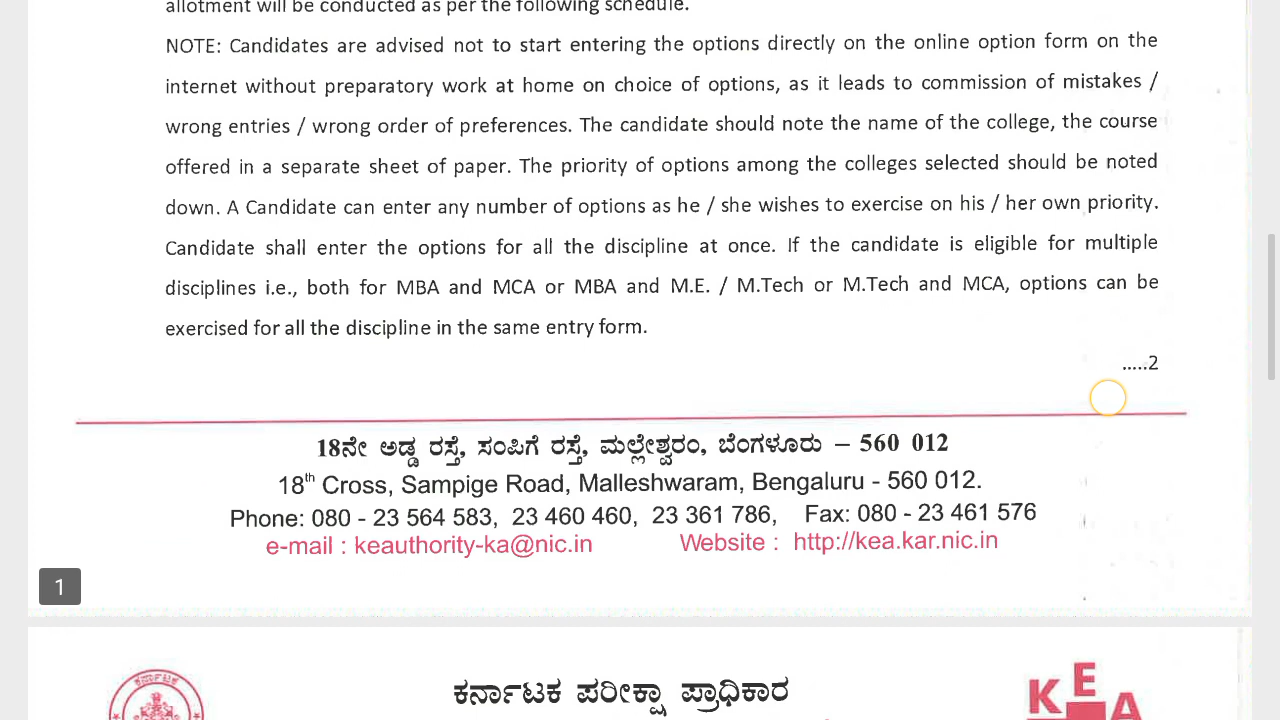 allotment will be conducted as per the following schedule.
NOTE: Candidates are advised not to start entering the options directly on the online option form on the
internet without preparatory work at home on choice of options, as it leads to commission of mistakes /
wrong entries / wrong order of preferences. The candidate should note the name of the college, the course
offered in a separate sheet of paper. The priority of options among the colleges selected should be noted
down. A Candidate can enter any number of options as he / she wishes to exercise on his / her own priority.
Candidate shall enter the options for all the discipline at once. If the candidate is eligible for multiple
disciplines i.e., both for MBA and MCA or MBA and M.E. / M.Tech or M.Tech and MCA, options can be
exercised for all the discipline in the same entry form.
.....2
18ನೇ ಅಡ್ಡ ರಸ್ತೆ, ಸಂಪಿಗೆ ರಸ್ತೆ, ಮಲ್ಲೇಶ್ವರಂ, ಬೆಂಗಳೂರು – 560 012
18th Cross, Sampige Road, Malleshwaram, Bengaluru - 560 012.
Phone: 080 - 23 564 583, 23 460 460, 23 361 786, Fax: 080 - 23 461 576
e-mail : keauthority-ka@nic.in Website : http://kea.kar.nic.in
1
ಕರ್ನಾಟಕ
ಕರ್ನಾಟಕ ಪರೀಕ್ಷಾ ಪ್ರಾಧಿಕಾರ
KEA